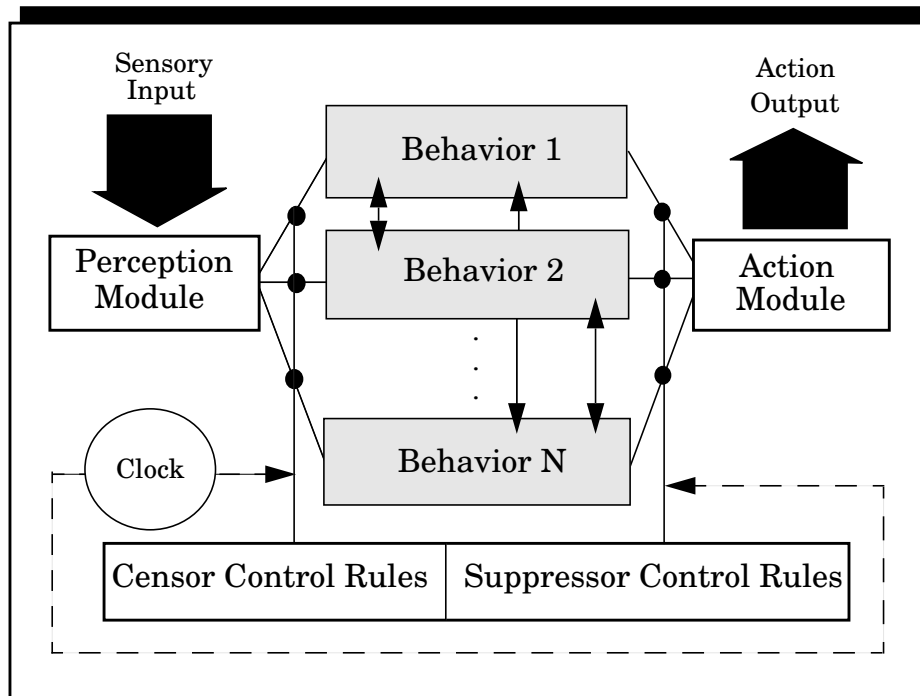 Sensory
Input
Action
Output
Behavior 1
Perception
Module
Behavior 2
Action
Module
Behavior N
Clock
Censor Control Rules
Suppressor Control Rules